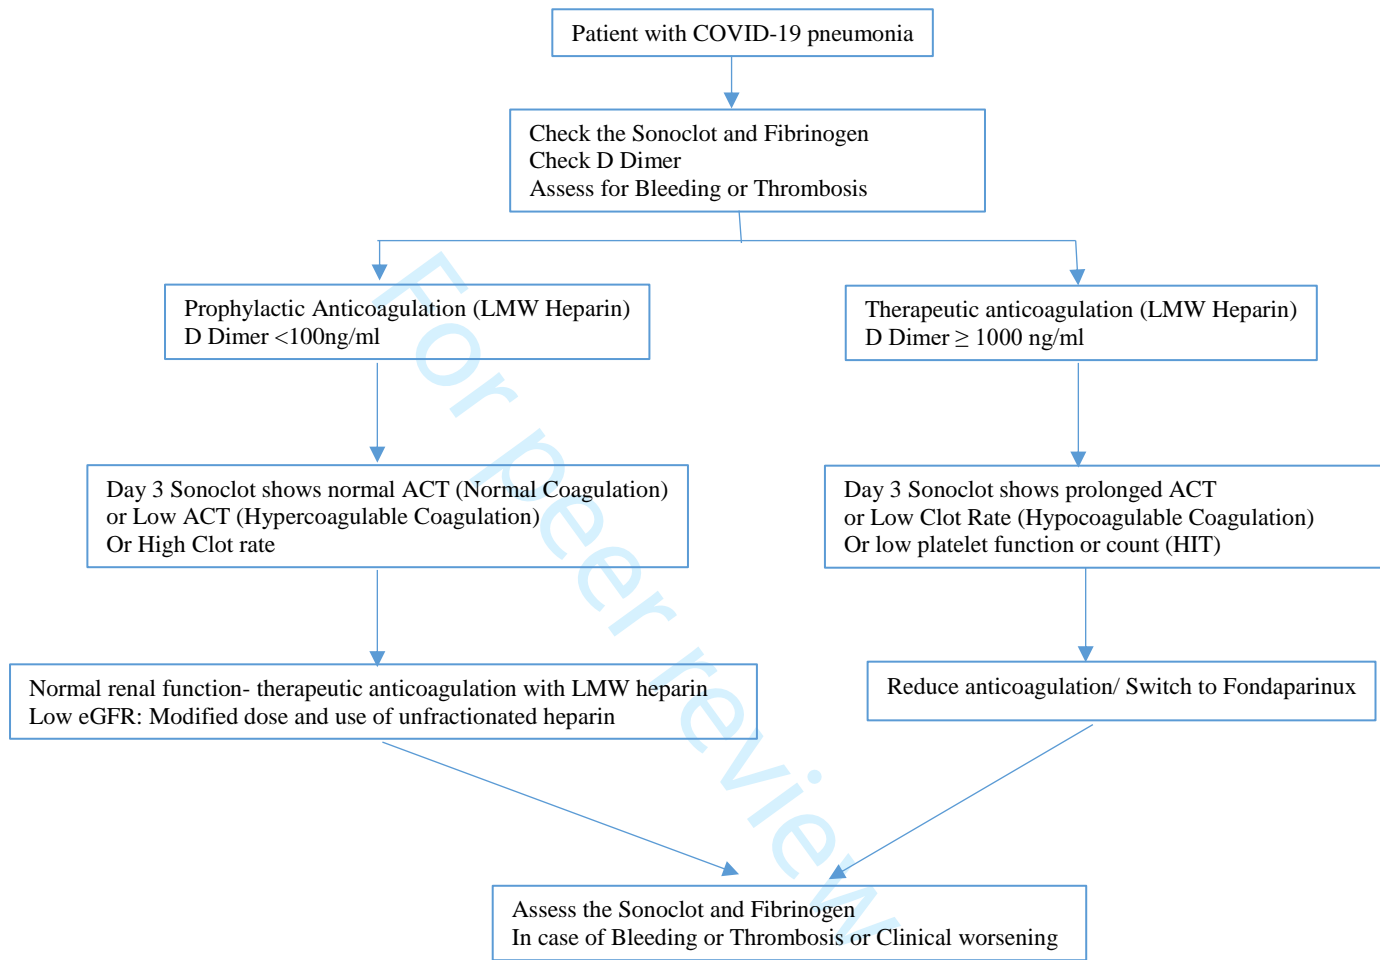 Patient with COVID-19 pneumonia
Check the Sonoclot and Fibrinogen
Check D Dimer
Assess for Bleeding or Thrombosis
Prophylactic Anticoagulation (LMW Heparin)
D Dimer <100ng/ml
Therapeutic anticoagulation (LMW Heparin)
D Dimer ≥ 1000 ng/ml
Day 3 Sonoclot shows normal ACT (Normal Coagulation)
or Low ACT (Hypercoagulable Coagulation)
Or High Clot rate
Day 3 Sonoclot shows prolonged ACT
or Low Clot Rate (Hypocoagulable Coagulation)
Or low platelet function or count (HIT)
Normal renal function- therapeutic anticoagulation with LMW heparin
Low eGFR: Modified dose and use of unfractionated heparin
Reduce anticoagulation/ Switch to Fondaparinux
Assess the Sonoclot and Fibrinogen
In case of Bleeding or Thrombosis or Clinical worsening
For peer review